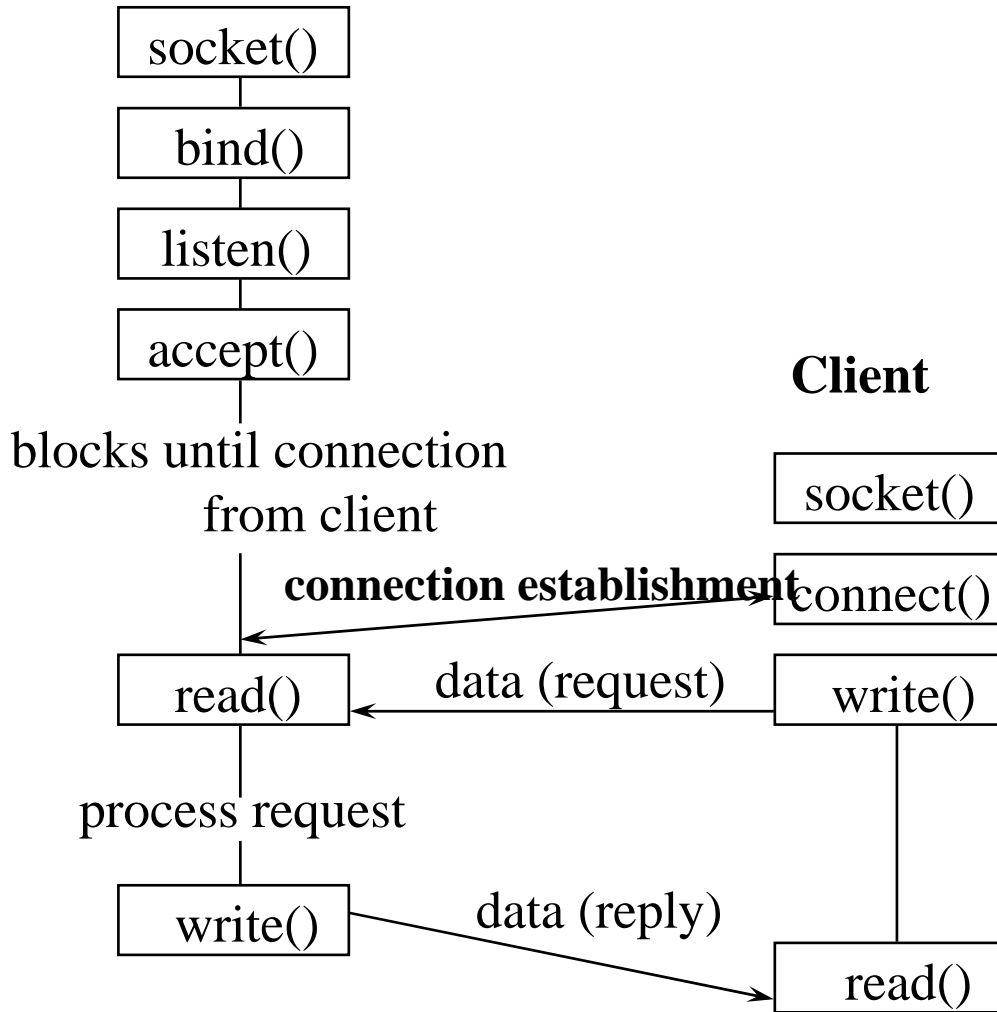 socket()
bind()
listen()
accept()
Client
blocks until connection
from client
socket()
connection establishment
connect()
read()
data (request)
write()
process request
write()
data (reply)
read()